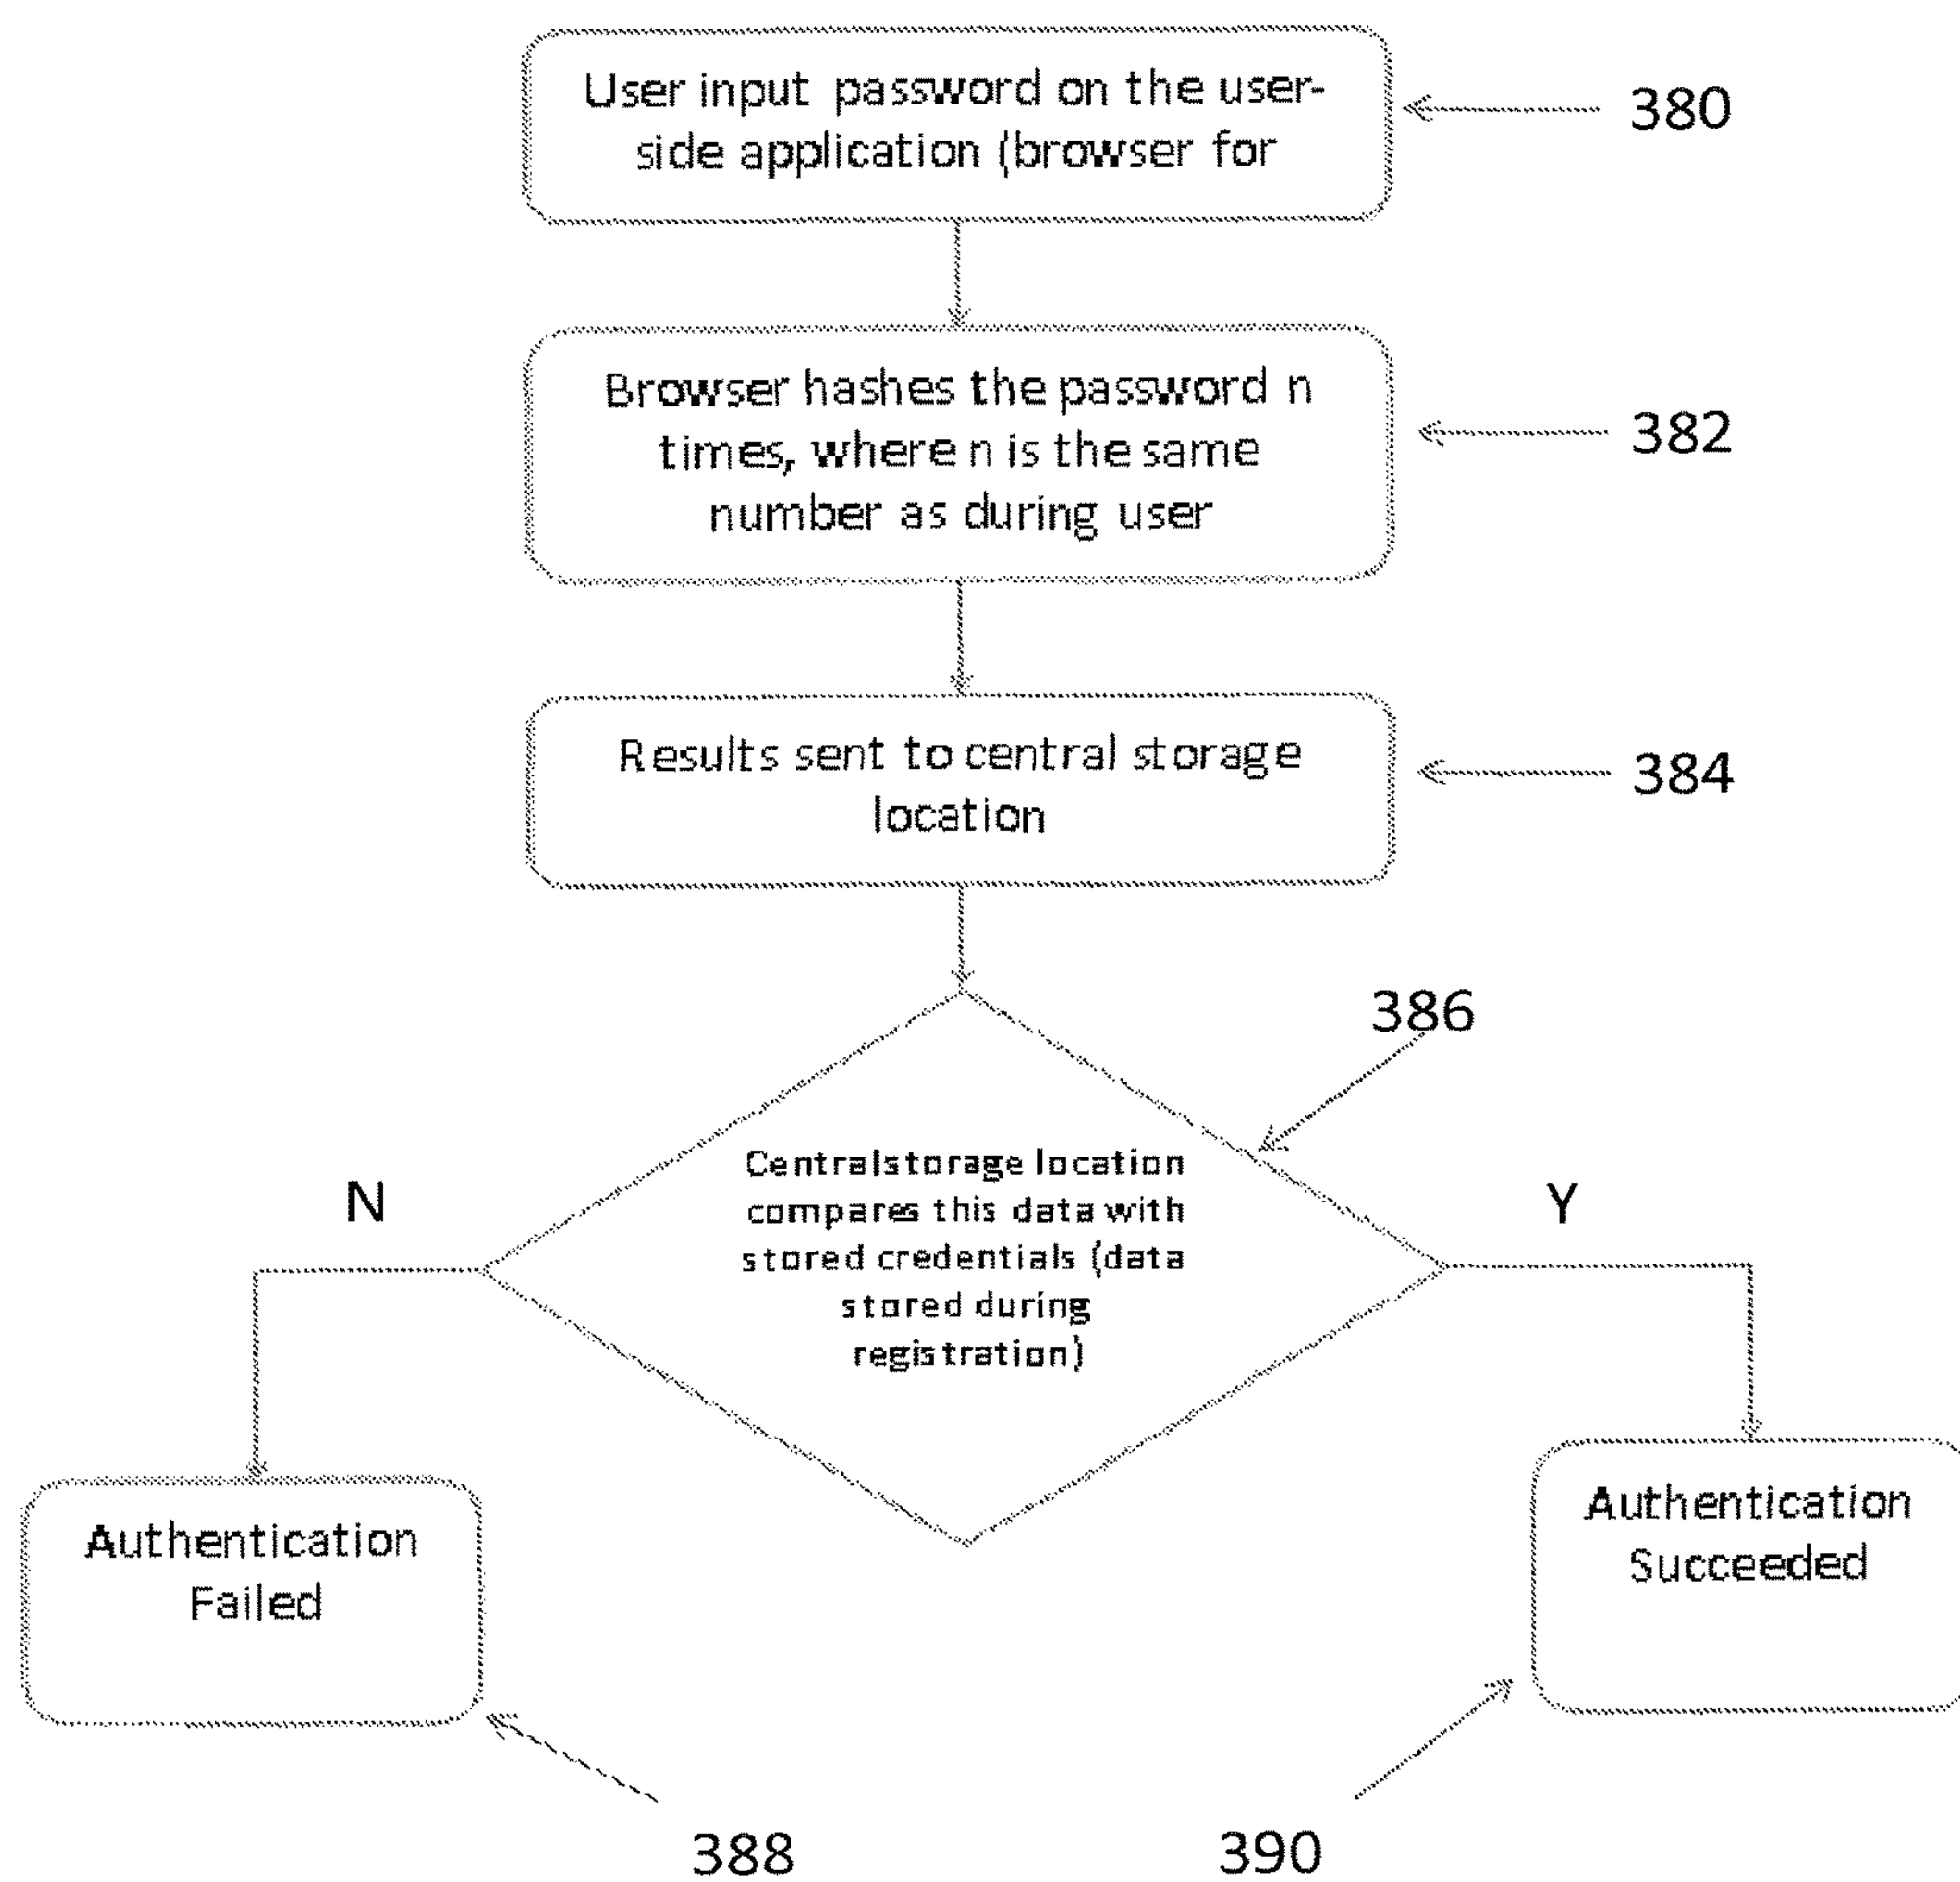 User input password on the user-
side application (browser for
380
Browser hashes the password n
times, where n is the same
number as during user
382
Results sent to central storage
location
384
386
Centralstorage location
compares this data with
stored credentials (data
stored during
registration)
N
Y
Authentication
Failed
Authentication
Succeeded
388
390